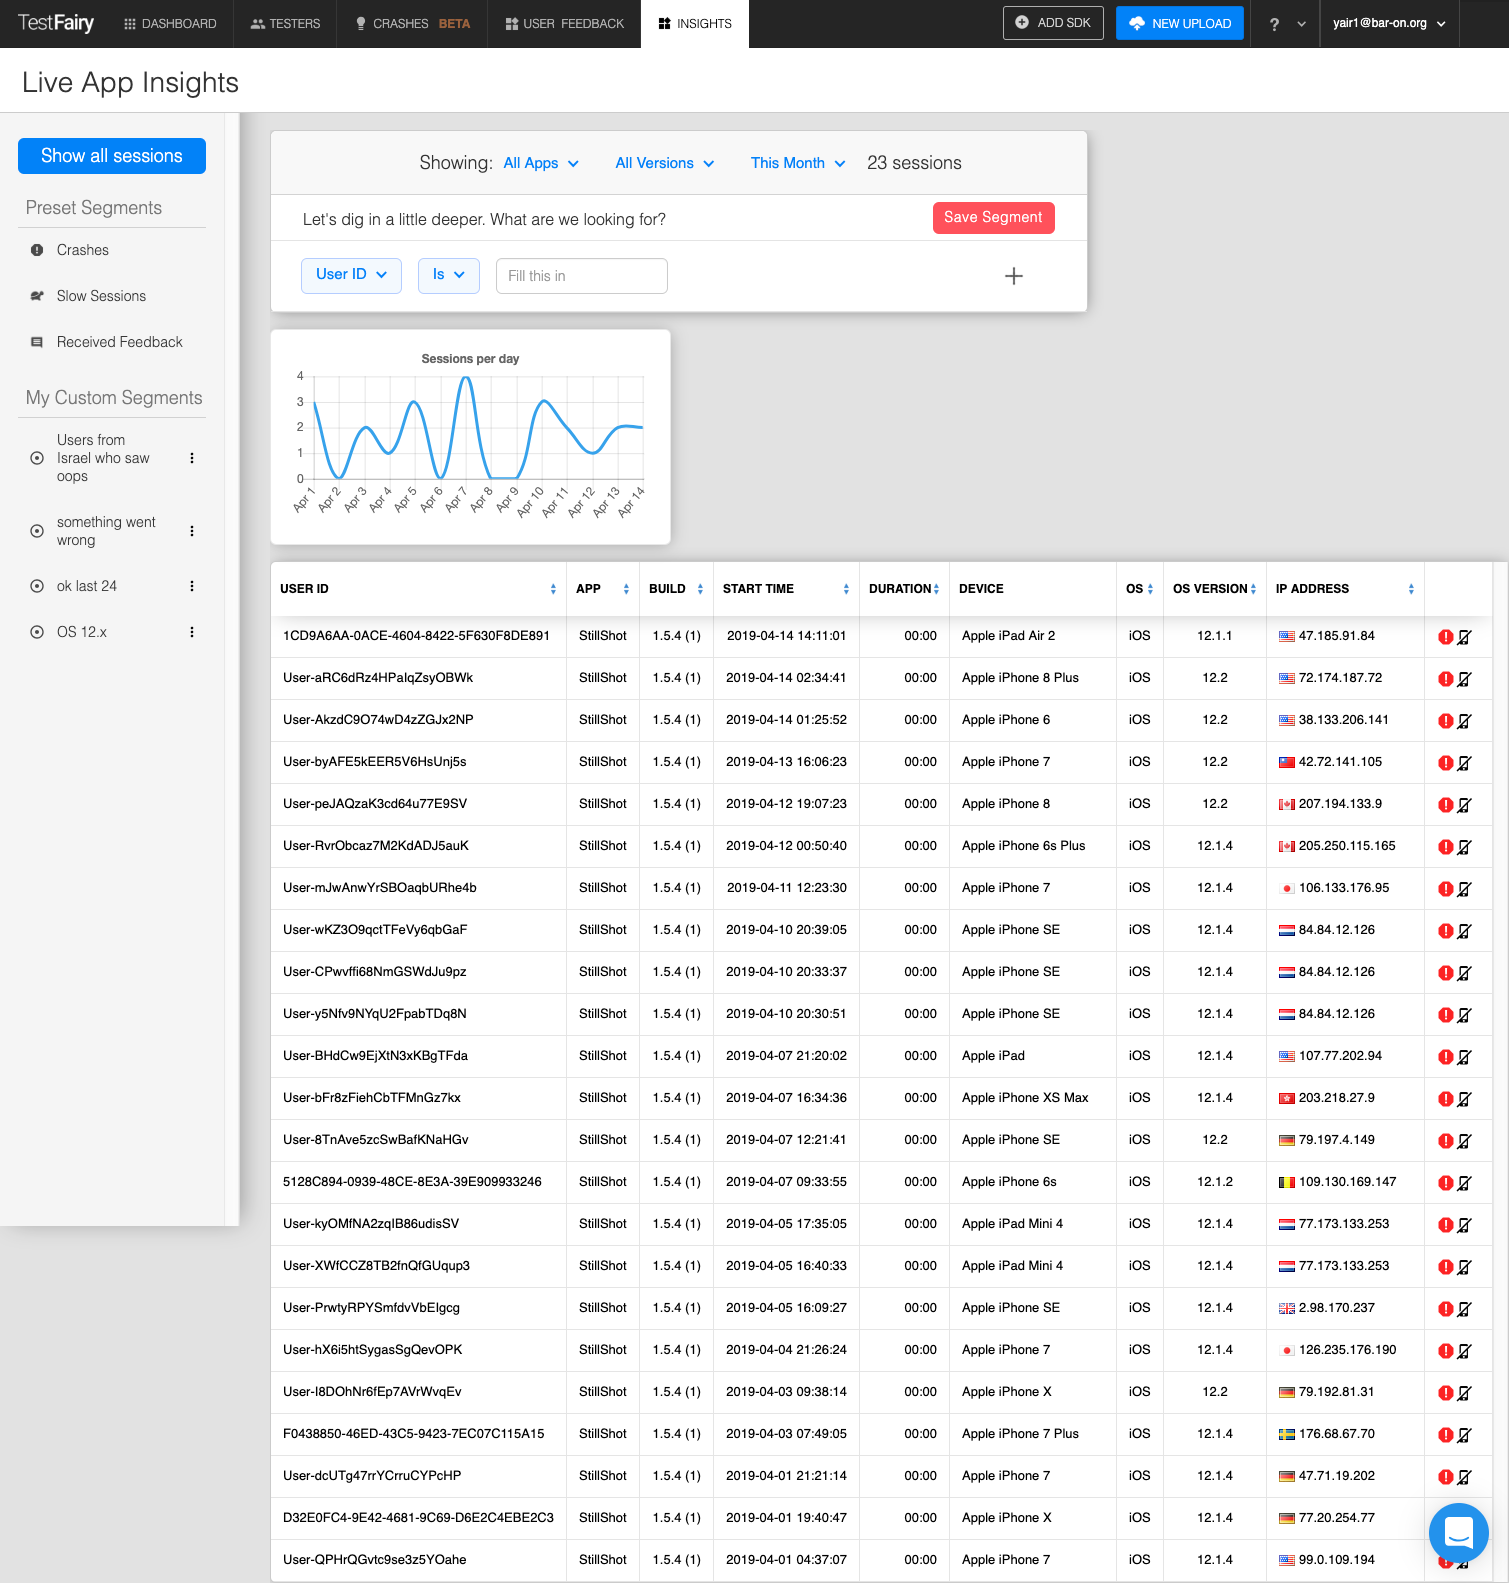 TestFairy DASHBOARD TESTERS CRASHES BETA USER FEEDBACK INSIGHTS ADD SDK NEW UPLOAD ? yair1@bar-on.org
Live App Insights
Show all sessions
Preset Segments
Crashes
Slow Sessions
Received Feedback
My Custom Segments
Users from
Israel who saw
oops
something went
wrong
ok last 24
OS 12.x
Showing: All Apps All Versions This Month 23 sessions
Let's dig in a little deeper. What are we looking for? Save Segment
User ID Is Fill this in
Sessions per day
4
3
2
1
0
Apr 1 Apr 2 Apr 3 Apr 4 Apr 5 Apr 6 Apr 7 Apr 8 Apr 9 Apr 10 Apr 11 Apr 12 Apr 13 Apr 14
USER ID APP BUILD START TIME DURATION DEVICE OS OS VERSION IP ADDRESS
1CD9A6AA-0ACE-4604-8422-5F630F8DE891 StillShot 1.5.4 (1) 2019-04-14 14:11:01 00:00 Apple iPad Air 2 iOS 12.1.1 47.185.91.84
User-aRC6dRz4HPaIqZsyOBWk StillShot 1.5.4 (1) 2019-04-14 02:34:41 00:00 Apple iPhone 8 Plus iOS 12.2 72.174.187.72
User-AkzdC9O74wD4zZGJx2NP StillShot 1.5.4 (1) 2019-04-14 01:25:52 00:00 Apple iPhone 6 iOS 12.2 38.133.206.141
User-byAFE5kEER5V6HsUnj5s StillShot 1.5.4 (1) 2019-04-13 16:06:23 00:00 Apple iPhone 7 iOS 12.2 42.72.141.105
User-peJAQzaK3cd64u77E9SV StillShot 1.5.4 (1) 2019-04-12 19:07:23 00:00 Apple iPhone 8 iOS 12.2 207.194.133.9
User-RvrObcaz7M2KdADJ5auK StillShot 1.5.4 (1) 2019-04-12 00:50:40 00:00 Apple iPhone 6s Plus iOS 12.1.4 205.250.115.165
User-mJwAnwYrSBOaqbURhe4b StillShot 1.5.4 (1) 2019-04-11 12:23:30 00:00 Apple iPhone 7 iOS 12.1.4 106.133.176.95
User-wKZ3O9qctTFeVy6qbGaF StillShot 1.5.4 (1) 2019-04-10 20:39:05 00:00 Apple iPhone SE iOS 12.1.4 84.84.12.126
User-CPwvffi68NmGSWdJu9pz StillShot 1.5.4 (1) 2019-04-10 20:33:37 00:00 Apple iPhone SE iOS 12.1.4 84.84.12.126
User-y5Nfv9NYqU2FpabTDq8N StillShot 1.5.4 (1) 2019-04-10 20:30:51 00:00 Apple iPhone SE iOS 12.1.4 84.84.12.126
User-BHdCw9EjXtN3xKBgTFda StillShot 1.5.4 (1) 2019-04-07 21:20:02 00:00 Apple iPad iOS 12.1.4 107.77.202.94
User-bFr8zFiehCbTFMnGz7kx StillShot 1.5.4 (1) 2019-04-07 16:34:36 00:00 Apple iPhone XS Max iOS 12.1.4 203.218.27.9
User-8TnAve5zcSwBafKNaHGv StillShot 1.5.4 (1) 2019-04-07 12:21:41 00:00 Apple iPhone SE iOS 12.2 79.197.4.149
5128C894-0939-48CE-8E3A-39E909933246 StillShot 1.5.4 (1) 2019-04-07 09:33:55 00:00 Apple iPhone 6s iOS 12.1.2 109.130.169.147
User-kyOMfNA2zqIB86udisSV StillShot 1.5.4 (1) 2019-04-05 17:35:05 00:00 Apple iPad Mini 4 iOS 12.1.4 77.173.133.253
User-XWfCCZ8TB2fnQfGUqup3 StillShot 1.5.4 (1) 2019-04-05 16:40:33 00:00 Apple iPad Mini 4 iOS 12.1.4 77.173.133.253
User-PrwtyRPYSmfdvVbEIgcg StillShot 1.5.4 (1) 2019-04-05 16:09:27 00:00 Apple iPhone SE iOS 12.1.4 2.98.170.237
User-hX6i5htSygasSgQevOPK StillShot 1.5.4 (1) 2019-04-04 21:26:24 00:00 Apple iPhone 7 iOS 12.1.4 126.235.176.190
User-I8DOhNr6fEp7AVrWvqEv StillShot 1.5.4 (1) 2019-04-03 09:38:14 00:00 Apple iPhone X iOS 12.2 79.192.81.31
F0438850-46ED-43C5-9423-7EC07C115A15 StillShot 1.5.4 (1) 2019-04-03 07:49:05 00:00 Apple iPhone 7 Plus iOS 12.1.4 176.68.67.70
User-dcUTg47rrYCrruCYPcHP StillShot 1.5.4 (1) 2019-04-01 21:21:14 00:00 Apple iPhone 7 iOS 12.1.4 47.71.19.202
D32E0FC4-9E42-4681-9C69-D6E2C4EBE2C3 StillShot 1.5.4 (1) 2019-04-01 19:40:47 00:00 Apple iPhone X iOS 12.1.4 77.20.254.77
User-QPHrQGvtc9se3z5YOahe StillShot 1.5.4 (1) 2019-04-01 04:37:07 00:00 Apple iPhone 7 iOS 12.1.4 99.0.109.194